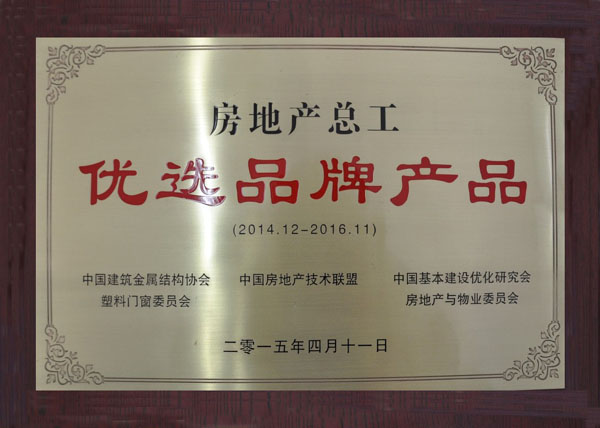 房地产总工
优选品牌产品
(2014.12-2016.11)
中国建筑金属结构协会
塑料门窗委员会
中国房地产技术联盟
中国基本建设优化研究会
房地产与物业委员会
二零一五年四月十一日